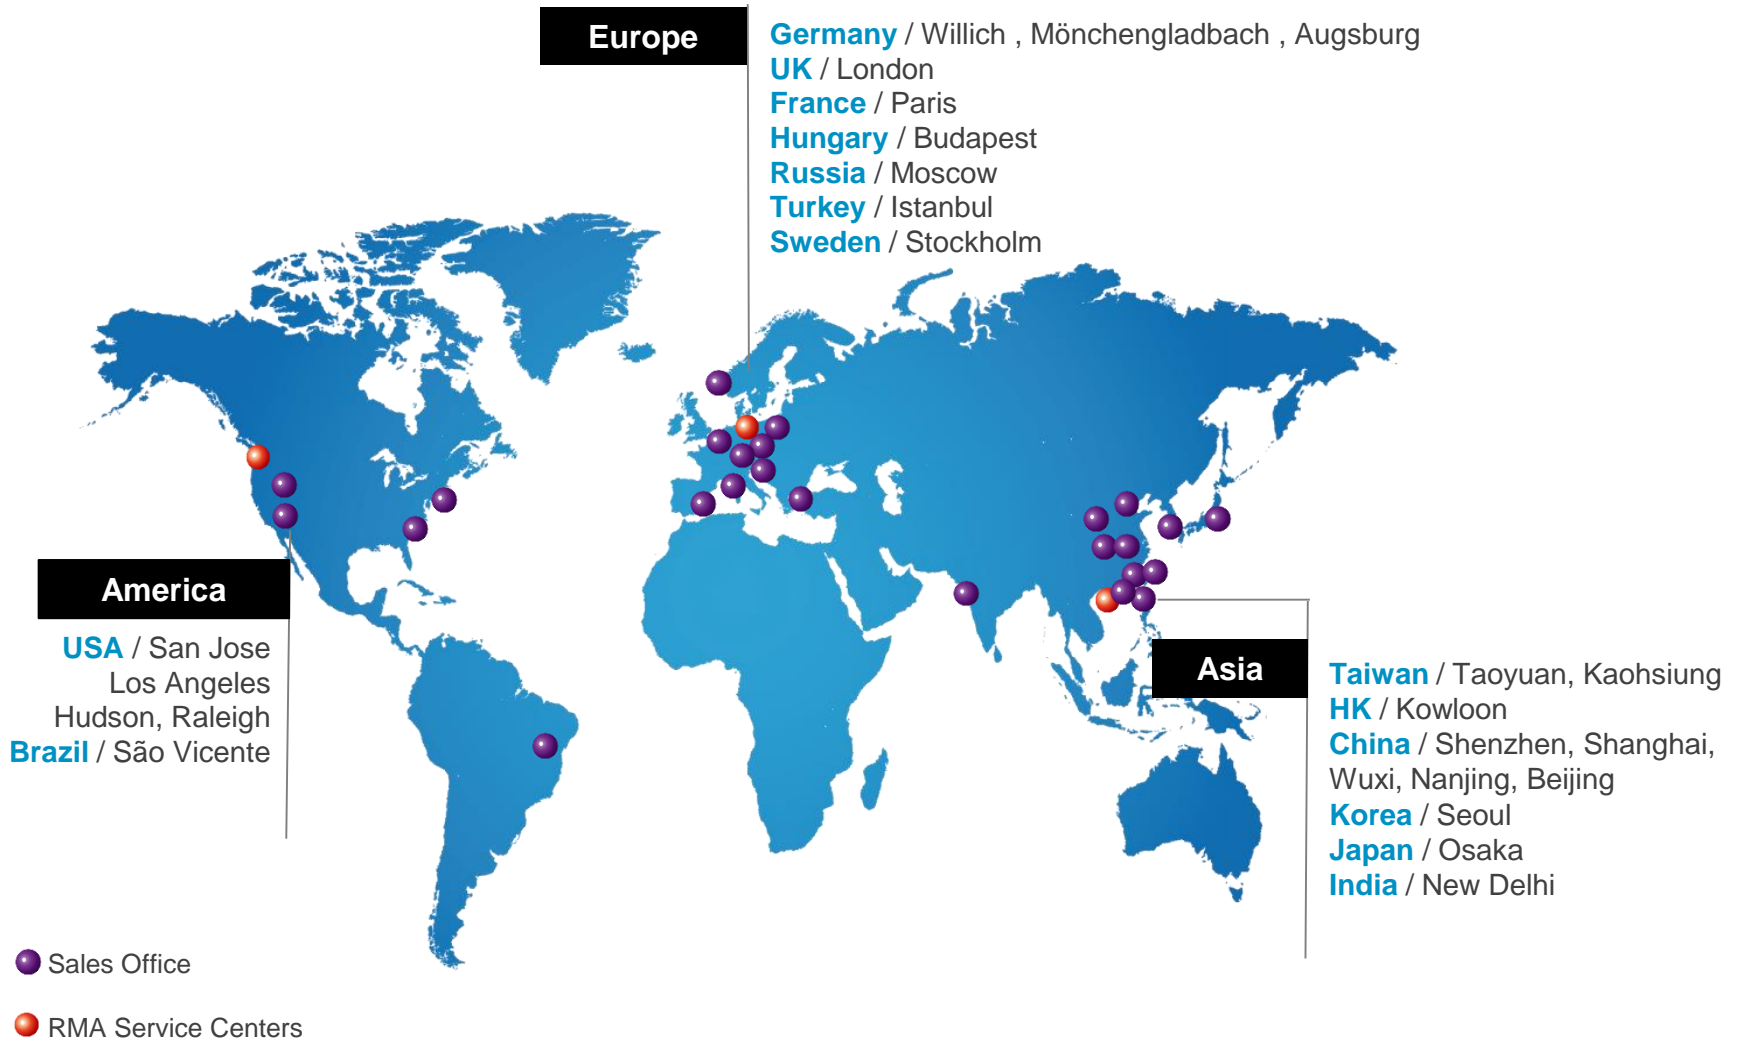 Europe
Germany / Willich , Mönchengladbach , Augsburg
UK / London
France / Paris
Hungary / Budapest
Russia / Moscow
Turkey / Istanbul
Sweden / Stockholm
America
USA / San Jose
Los Angeles
Hudson, Raleigh
Brazil / São Vicente
Asia
Taiwan / Taoyuan, Kaohsiung
HK / Kowloon
China / Shenzhen, Shanghai,
Wuxi, Nanjing, Beijing
Korea / Seoul
Japan / Osaka
India / New Delhi
Sales Office
RMA Service Centers